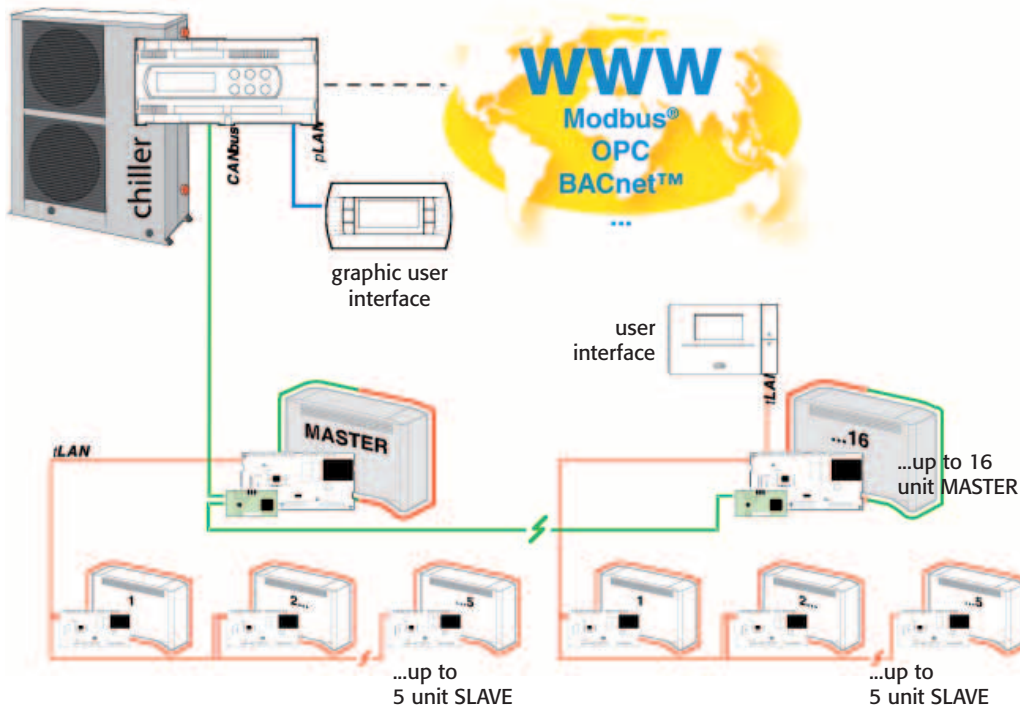 chiller
CANbus
pLAN
WWW
Modbus®
OPC
BACnet™
...
graphic user
interface
user
interface
tLAN
MASTER
...16
...up to 16
unit MASTER
tLAN
1
2...
...5
1
2...
...5
...up to
5 unit SLAVE
...up to
5 unit SLAVE